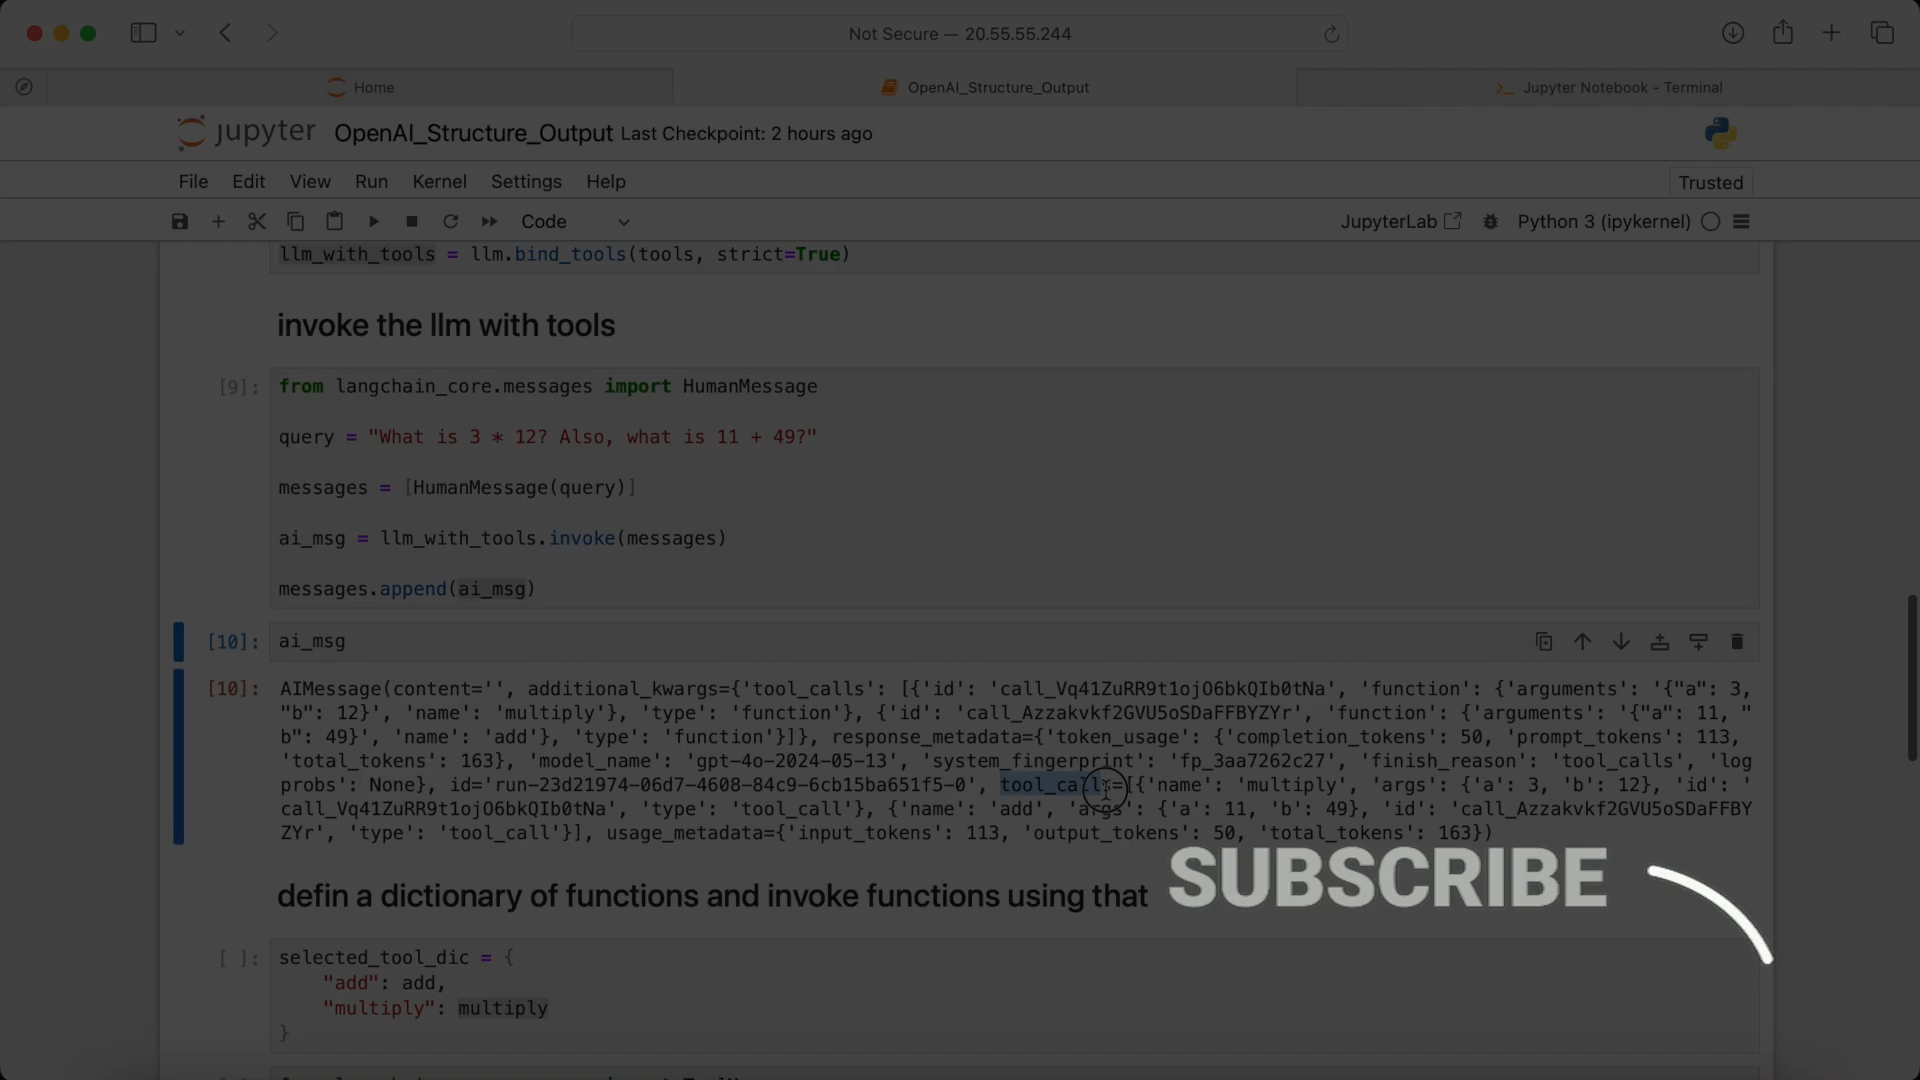 Not Secure — 20.55.55.244
Home
OpenAI_Structure_Output
Jupyter Notebook - Terminal
jupyter OpenAI_Structure_Output Last Checkpoint: 2 hours ago
File Edit View Run Kernel Settings Help
Trusted
Code
JupyterLab
Python 3 (ipykernel)
llm_with_tools = llm.bind_tools(tools, strict=True)
invoke the llm with tools
[9]: from langchain_core.messages import HumanMessage
query = "What is 3 * 12? Also, what is 11 + 49?"
messages = [HumanMessage(query)]
ai_msg = llm_with_tools.invoke(messages)
messages.append(ai_msg)
[10]: ai_msg
[10]: AIMessage(content='', additional_kwargs={'tool_calls': [{'id': 'call_Vq41ZuRR9t1ojO6bkQIb0tNa', 'function': {'arguments': '{"a": 3,
"b": 12}', 'name': 'multiply'}, 'type': 'function'}, {'id': 'call_Azzakvkf2GVU5oSDaFFBYZYr', 'function': {'arguments': '{"a": 11, "
b": 49}', 'name': 'add'}, 'type': 'function'}]}, response_metadata={'token_usage': {'completion_tokens': 50, 'prompt_tokens': 113,
'total_tokens': 163}, 'model_name': 'gpt-4o-2024-05-13', 'system_fingerprint': 'fp_3aa7262c27', 'finish_reason': 'tool_calls', 'log
probs': None}, id='run-23d21974-06d7-4608-84c9-6cb15ba651f5-0', tool_calls=[{'name': 'multiply', 'args': {'a': 3, 'b': 12}, 'id': '
call_Vq41ZuRR9t1ojO6bkQIb0tNa', 'type': 'tool_call'}, {'name': 'add', 'args': {'a': 11, 'b': 49}, 'id': 'call_Azzakvkf2GVU5oSDaFFBY
ZYr', 'type': 'tool_call'}], usage_metadata={'input_tokens': 113, 'output_tokens': 50, 'total_tokens': 163})
SUBSCRIBE
defin a dictionary of functions and invoke functions using that
[ ]: selected_tool_dic = {
"add": add,
"multiply": multiply
}